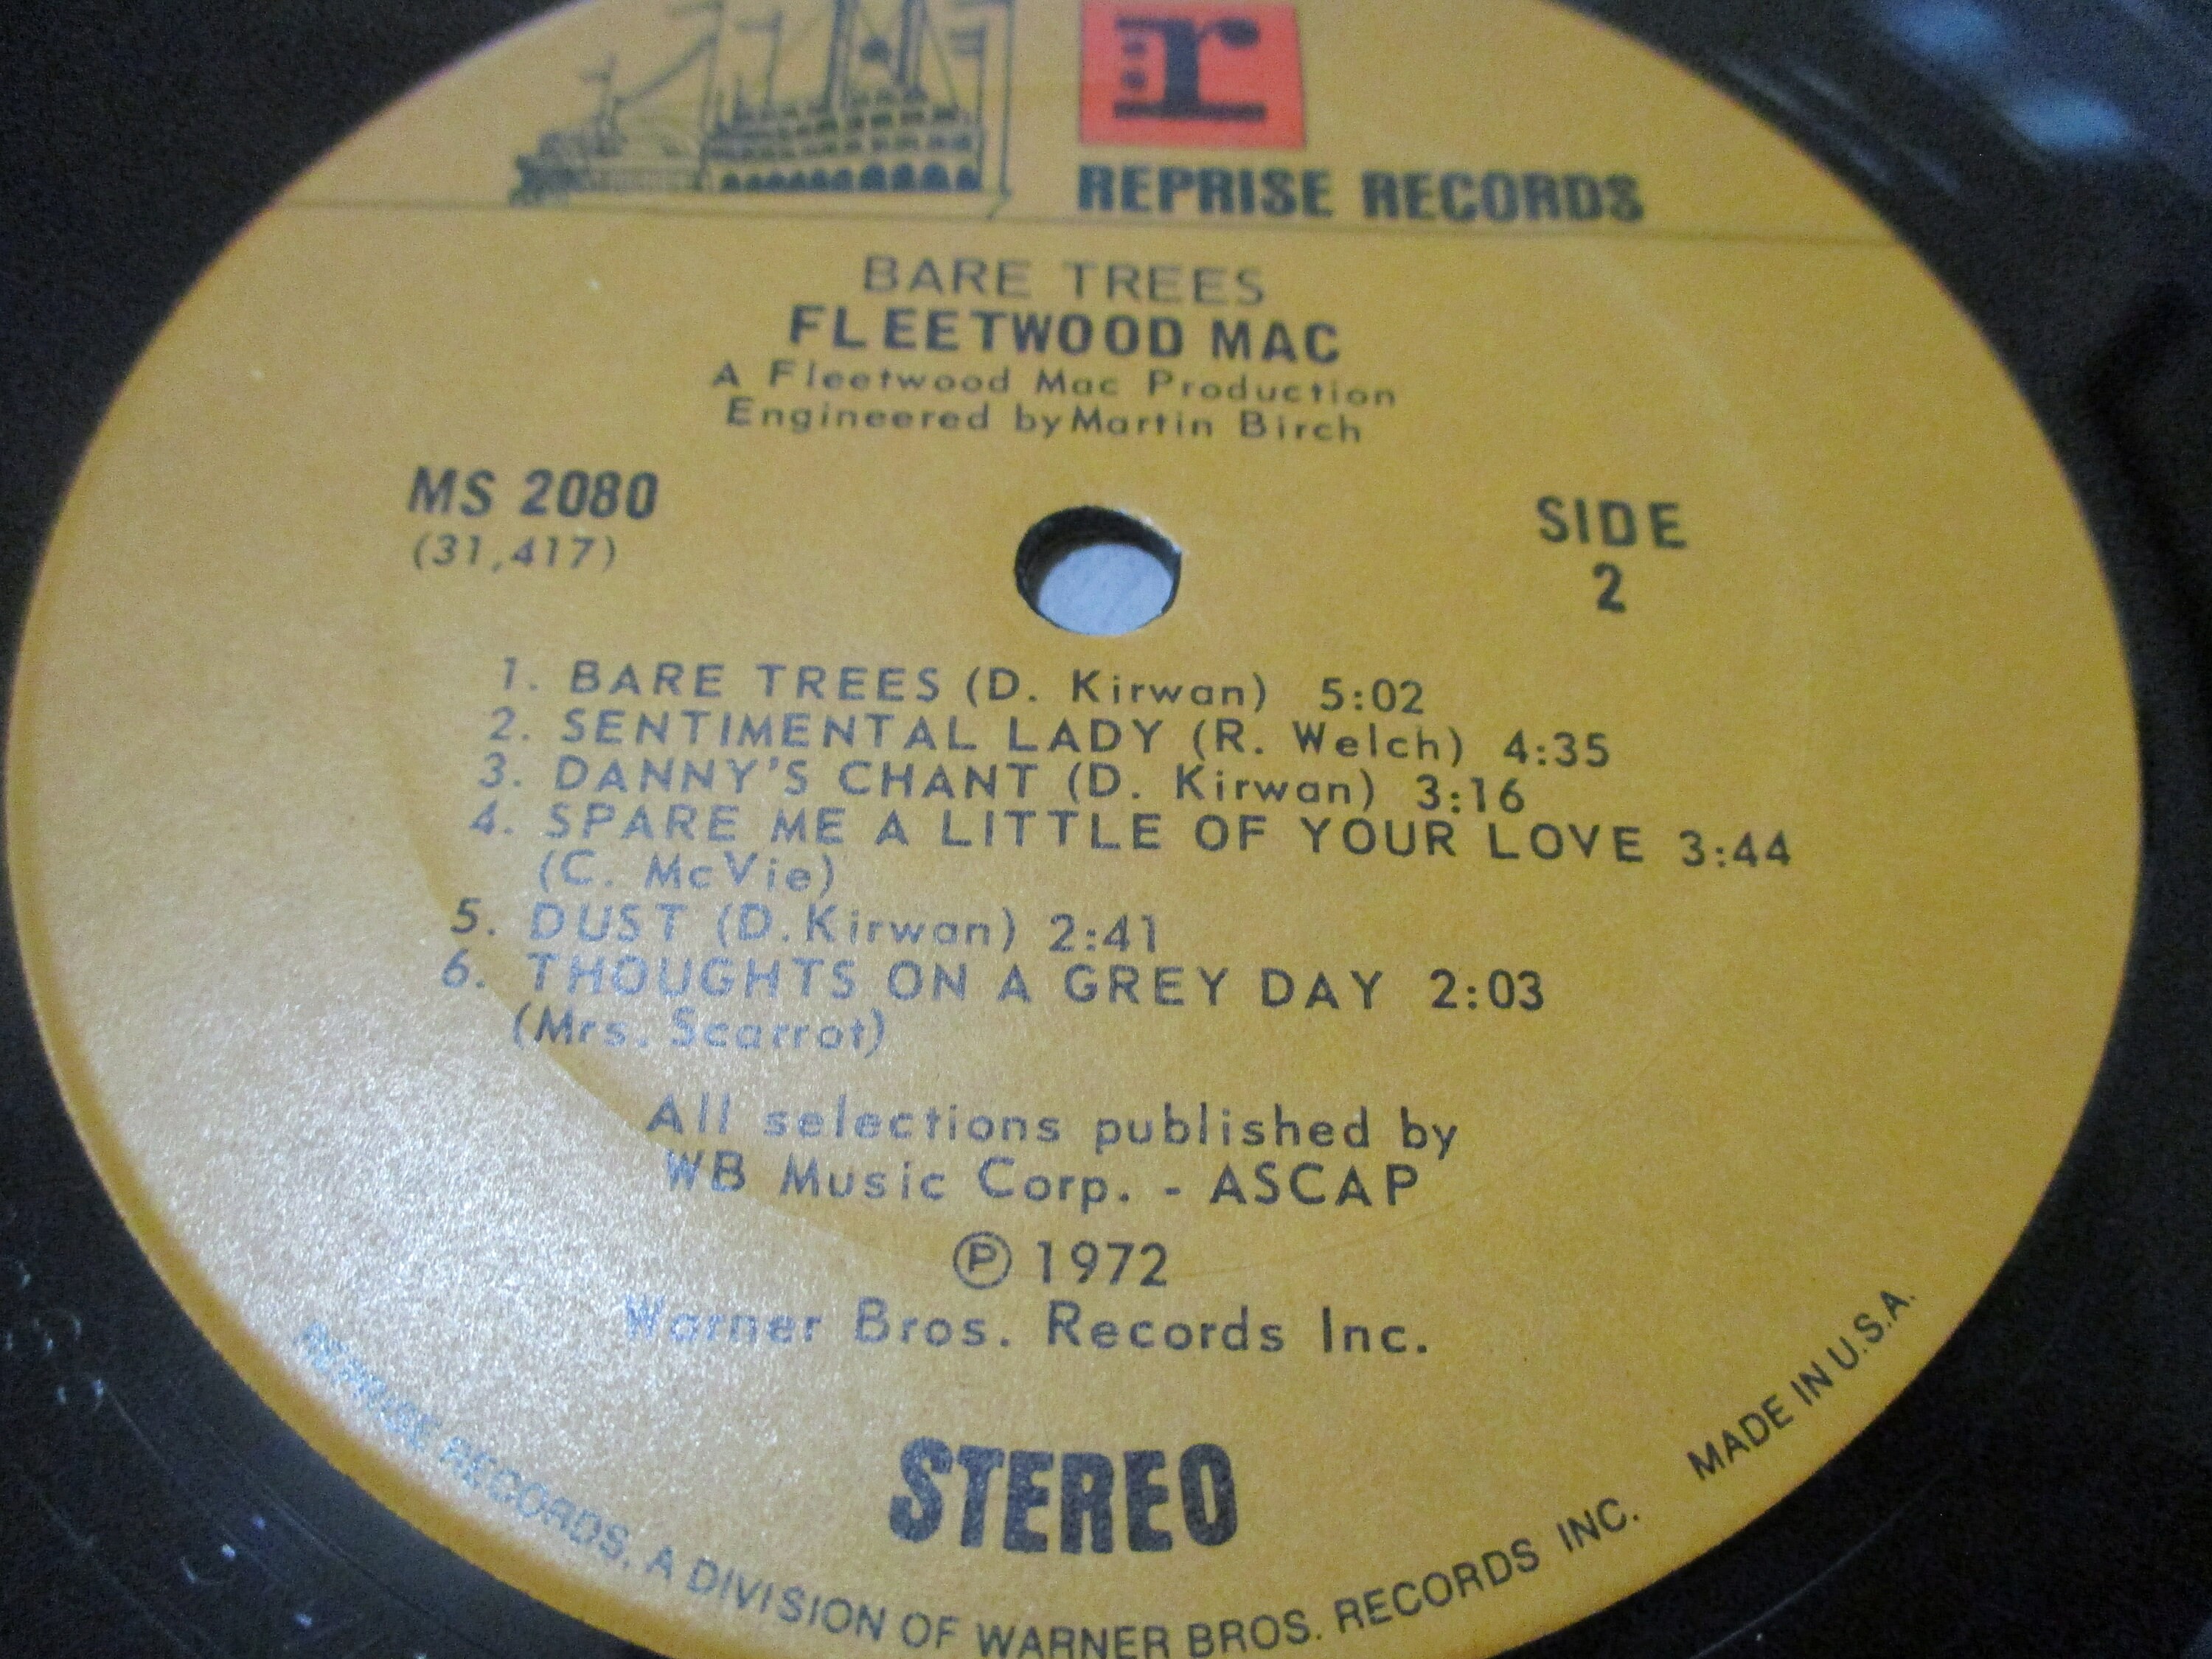 r
REPRISE RECORDS
BARE TREES
FLEETWOOD MAC
A Fleetwood Mac Production
Engineered by Martin Birch
MS 2080
(31,417)
SIDE
2
1. BARE TREES (D. Kirwan) 5:02
2. SENTIMENTAL LADY (R. Welch) 4:35
3. DANNY'S CHANT (D. Kirwan) 3:16
4. SPARE ME A LITTLE OF YOUR LOVE 3:44
(C. McVie)
5. DUST (D.Kirwan) 2:41
6. THOUGHTS ON A GREY DAY 2:03
(Mrs. Scarrot)
All selections published by
WB Music Corp. - ASCAP
Ⓟ 1972
Warner Bros. Records Inc.
STEREO
REPRISE RECORDS, A DIVISION OF WARNER BROS. RECORDS INC. MADE IN U.S.A.